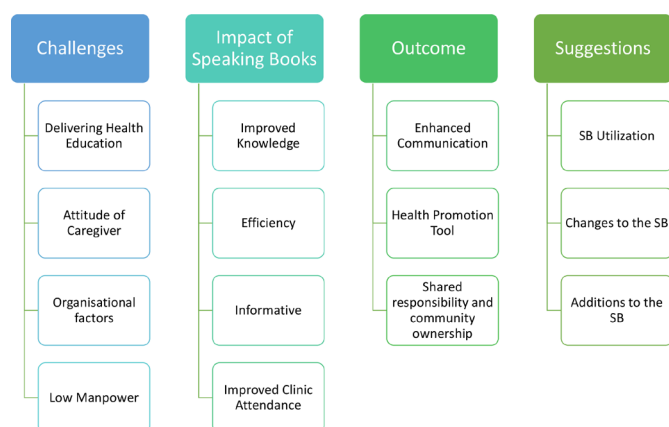 Challenges
Delivering Health
Education
Attitude of
Caregiver
Organisational
factors
Low Manpower
Impact of
Speaking Books
Improved
Knowledge
Efficiency
Informative
Improved Clinic
Attendance
Outcome
Enhanced
Communication
Health Promotion
Tool
Shared
responsibility and
community
ownership
Suggestions
SB Utilization
Changes to the SB
Additions to the
SB